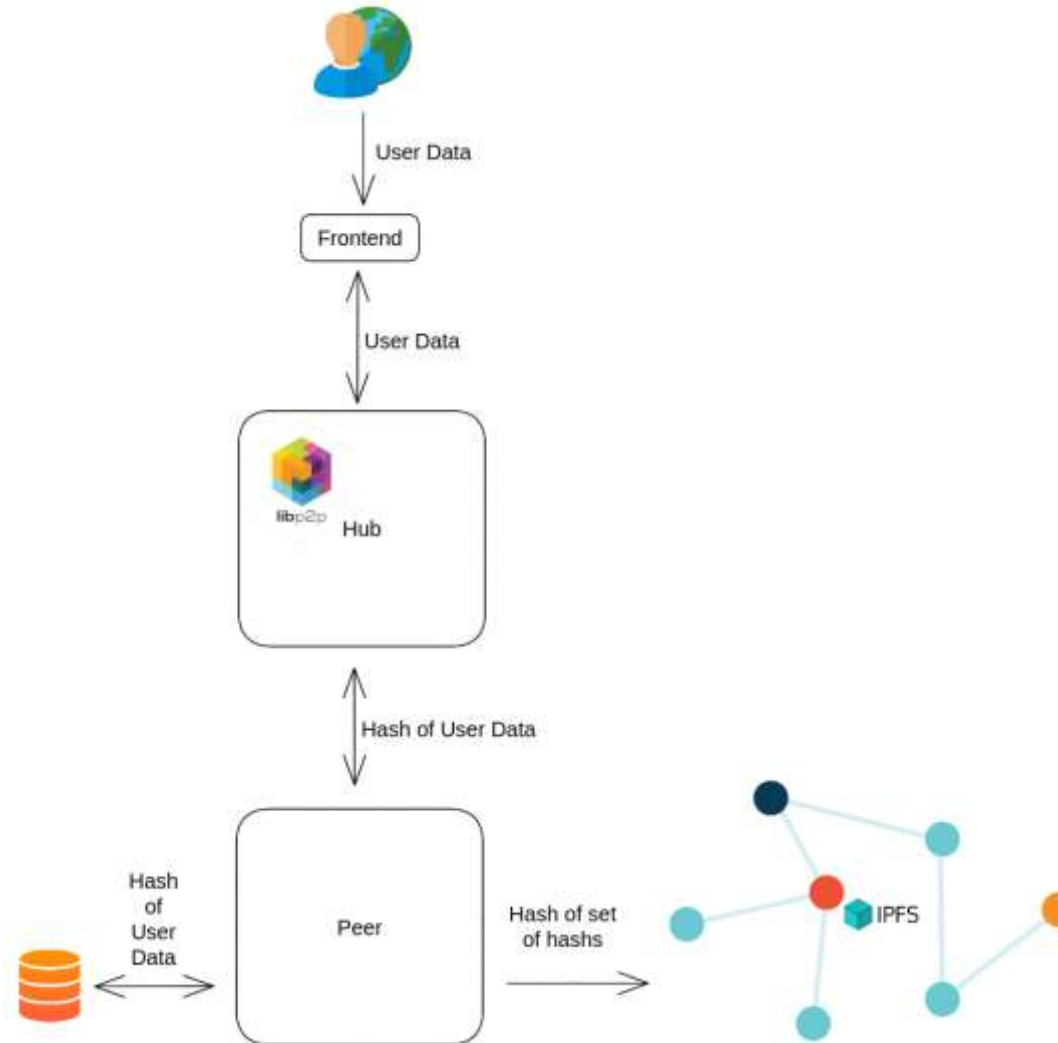 User Data
Frontend
User Data
libp2p
Hub
Hash of User Data
Hash
of
User
Data
Peer
Hash of set
of hashs
IPFS